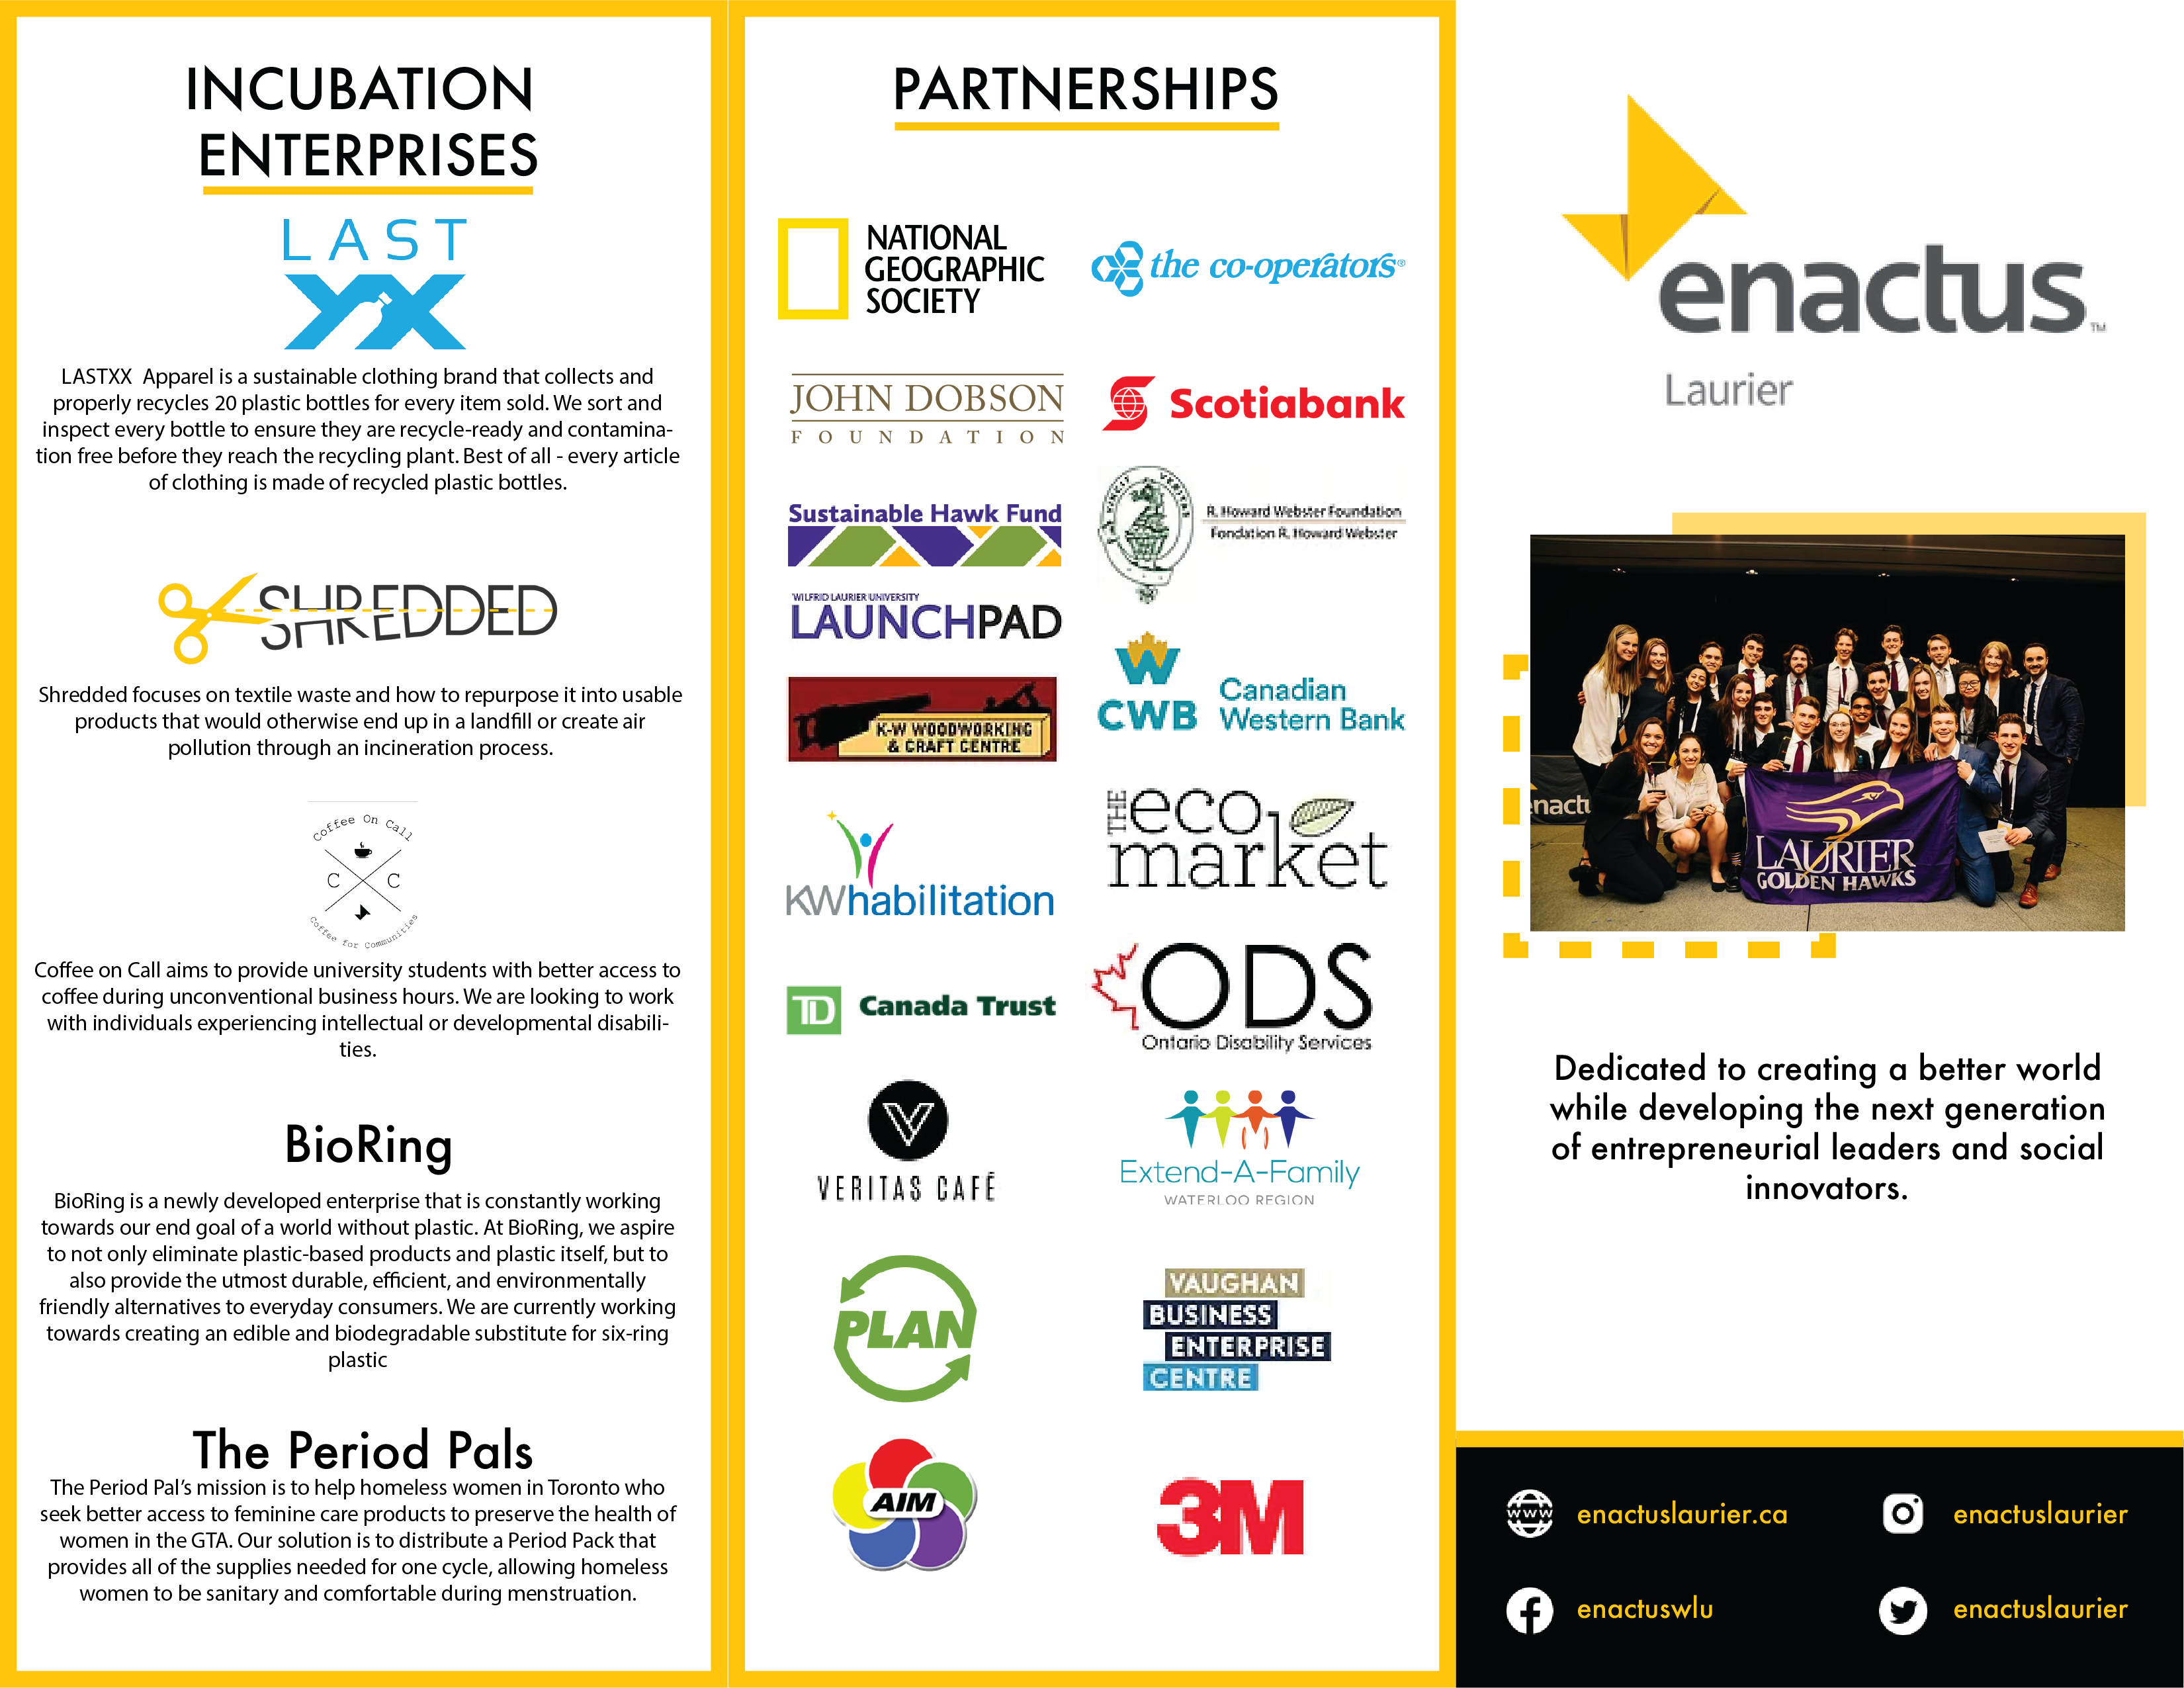 INCUBATION
ENTERPRISES
LAST
XX
LASTXX Apparel is a sustainable clothing brand that collects and
properly recycles 20 plastic bottles for every item sold. We sort and
inspect every bottle to ensure they are recycle-ready and contamina-
tion free before they reach the recycling plant. Best of all - every article
of clothing is made of recycled plastic bottles.
SHREDDED
Shredded focuses on textile waste and how to repurpose it into usable
products that would otherwise end up in a landfill or create air
pollution through an incineration process.
Coffee On Call
C C
Coffee for Communities
Coffee on Call aims to provide university students with better access to
coffee during unconventional business hours. We are looking to work
with individuals experiencing intellectual or developmental disabili-
ties.
BioRing
BioRing is a newly developed enterprise that is constantly working
towards our end goal of a world without plastic. At BioRing, we aspire
to not only eliminate plastic-based products and plastic itself, but to
also provide the utmost durable, efficient, and environmentally
friendly alternatives to everyday consumers. We are currently working
towards creating an edible and biodegradable substitute for six-ring
plastic
The Period Pals
The Period Pal's mission is to help homeless women in Toronto who
seek better access to feminine care products to preserve the health of
women in the GTA. Our solution is to distribute a Period Pack that
provides all of the supplies needed for one cycle, allowing homeless
women to be sanitary and comfortable during menstruation.
PARTNERSHIPS
NATIONAL
GEOGRAPHIC
SOCIETY
the co-operators®
JOHN DOBSON
FOUNDATION
Scotiabank
Sustainable Hawk Fund
VINCIT VERITAS
R. Howard Webster Foundation
Fondation R. Howard Webster
WILFRID LAURIER UNIVERSITY
LAUNCHPAD
K-W WOODWORKING
& CRAFT CENTRE
W
CWB
Canadian
Western Bank
KWhabilitation
THE
eco
market
TD Canada Trust
ODS
Ontario Disability Services
V
VERITAS CAFÉ
Extend-A-Family
WATERLOO REGION
PLAN
VAUGHAN
BUSINESS
ENTERPRISE
CENTRE
AIM
3M
enactus™
Laurier
enactu
LAURIER
GOLDEN HAWKS
Dedicated to creating a better world
while developing the next generation
of entrepreneurial leaders and social
innovators.
www
enactuslaurier.ca
enactuslaurier
enactuswlu
enactuslaurier